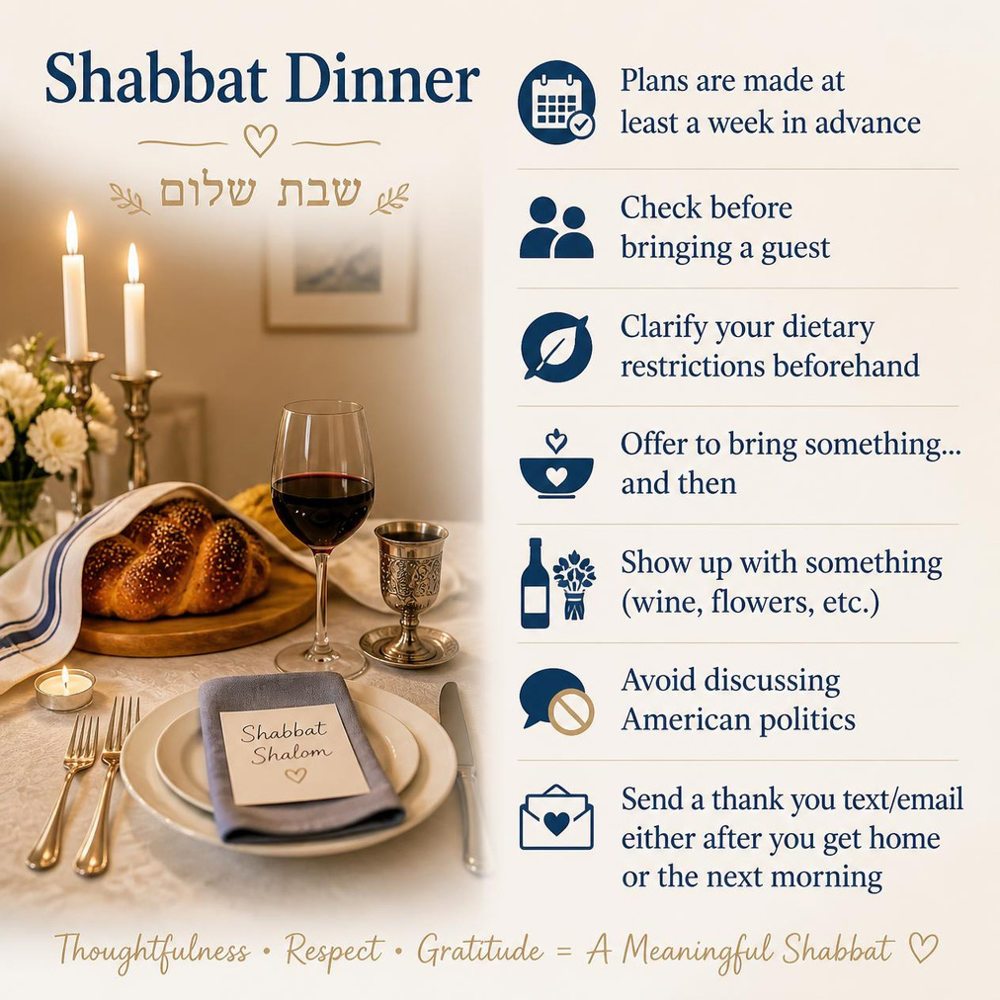 Shabbat Dinner
שבת שלום
Shabbat
Shalom
Plans are made at
least a week in advance
Check before
bringing a guest
Clarify your dietary
restrictions beforehand
Offer to bring something...
and then
Show up with something
(wine, flowers, etc.)
Avoid discussing
American politics
Send a thank you text/email
either after you get home
or the next morning
Thoughtfulness • Respect • Gratitude = A Meaningful Shabbat